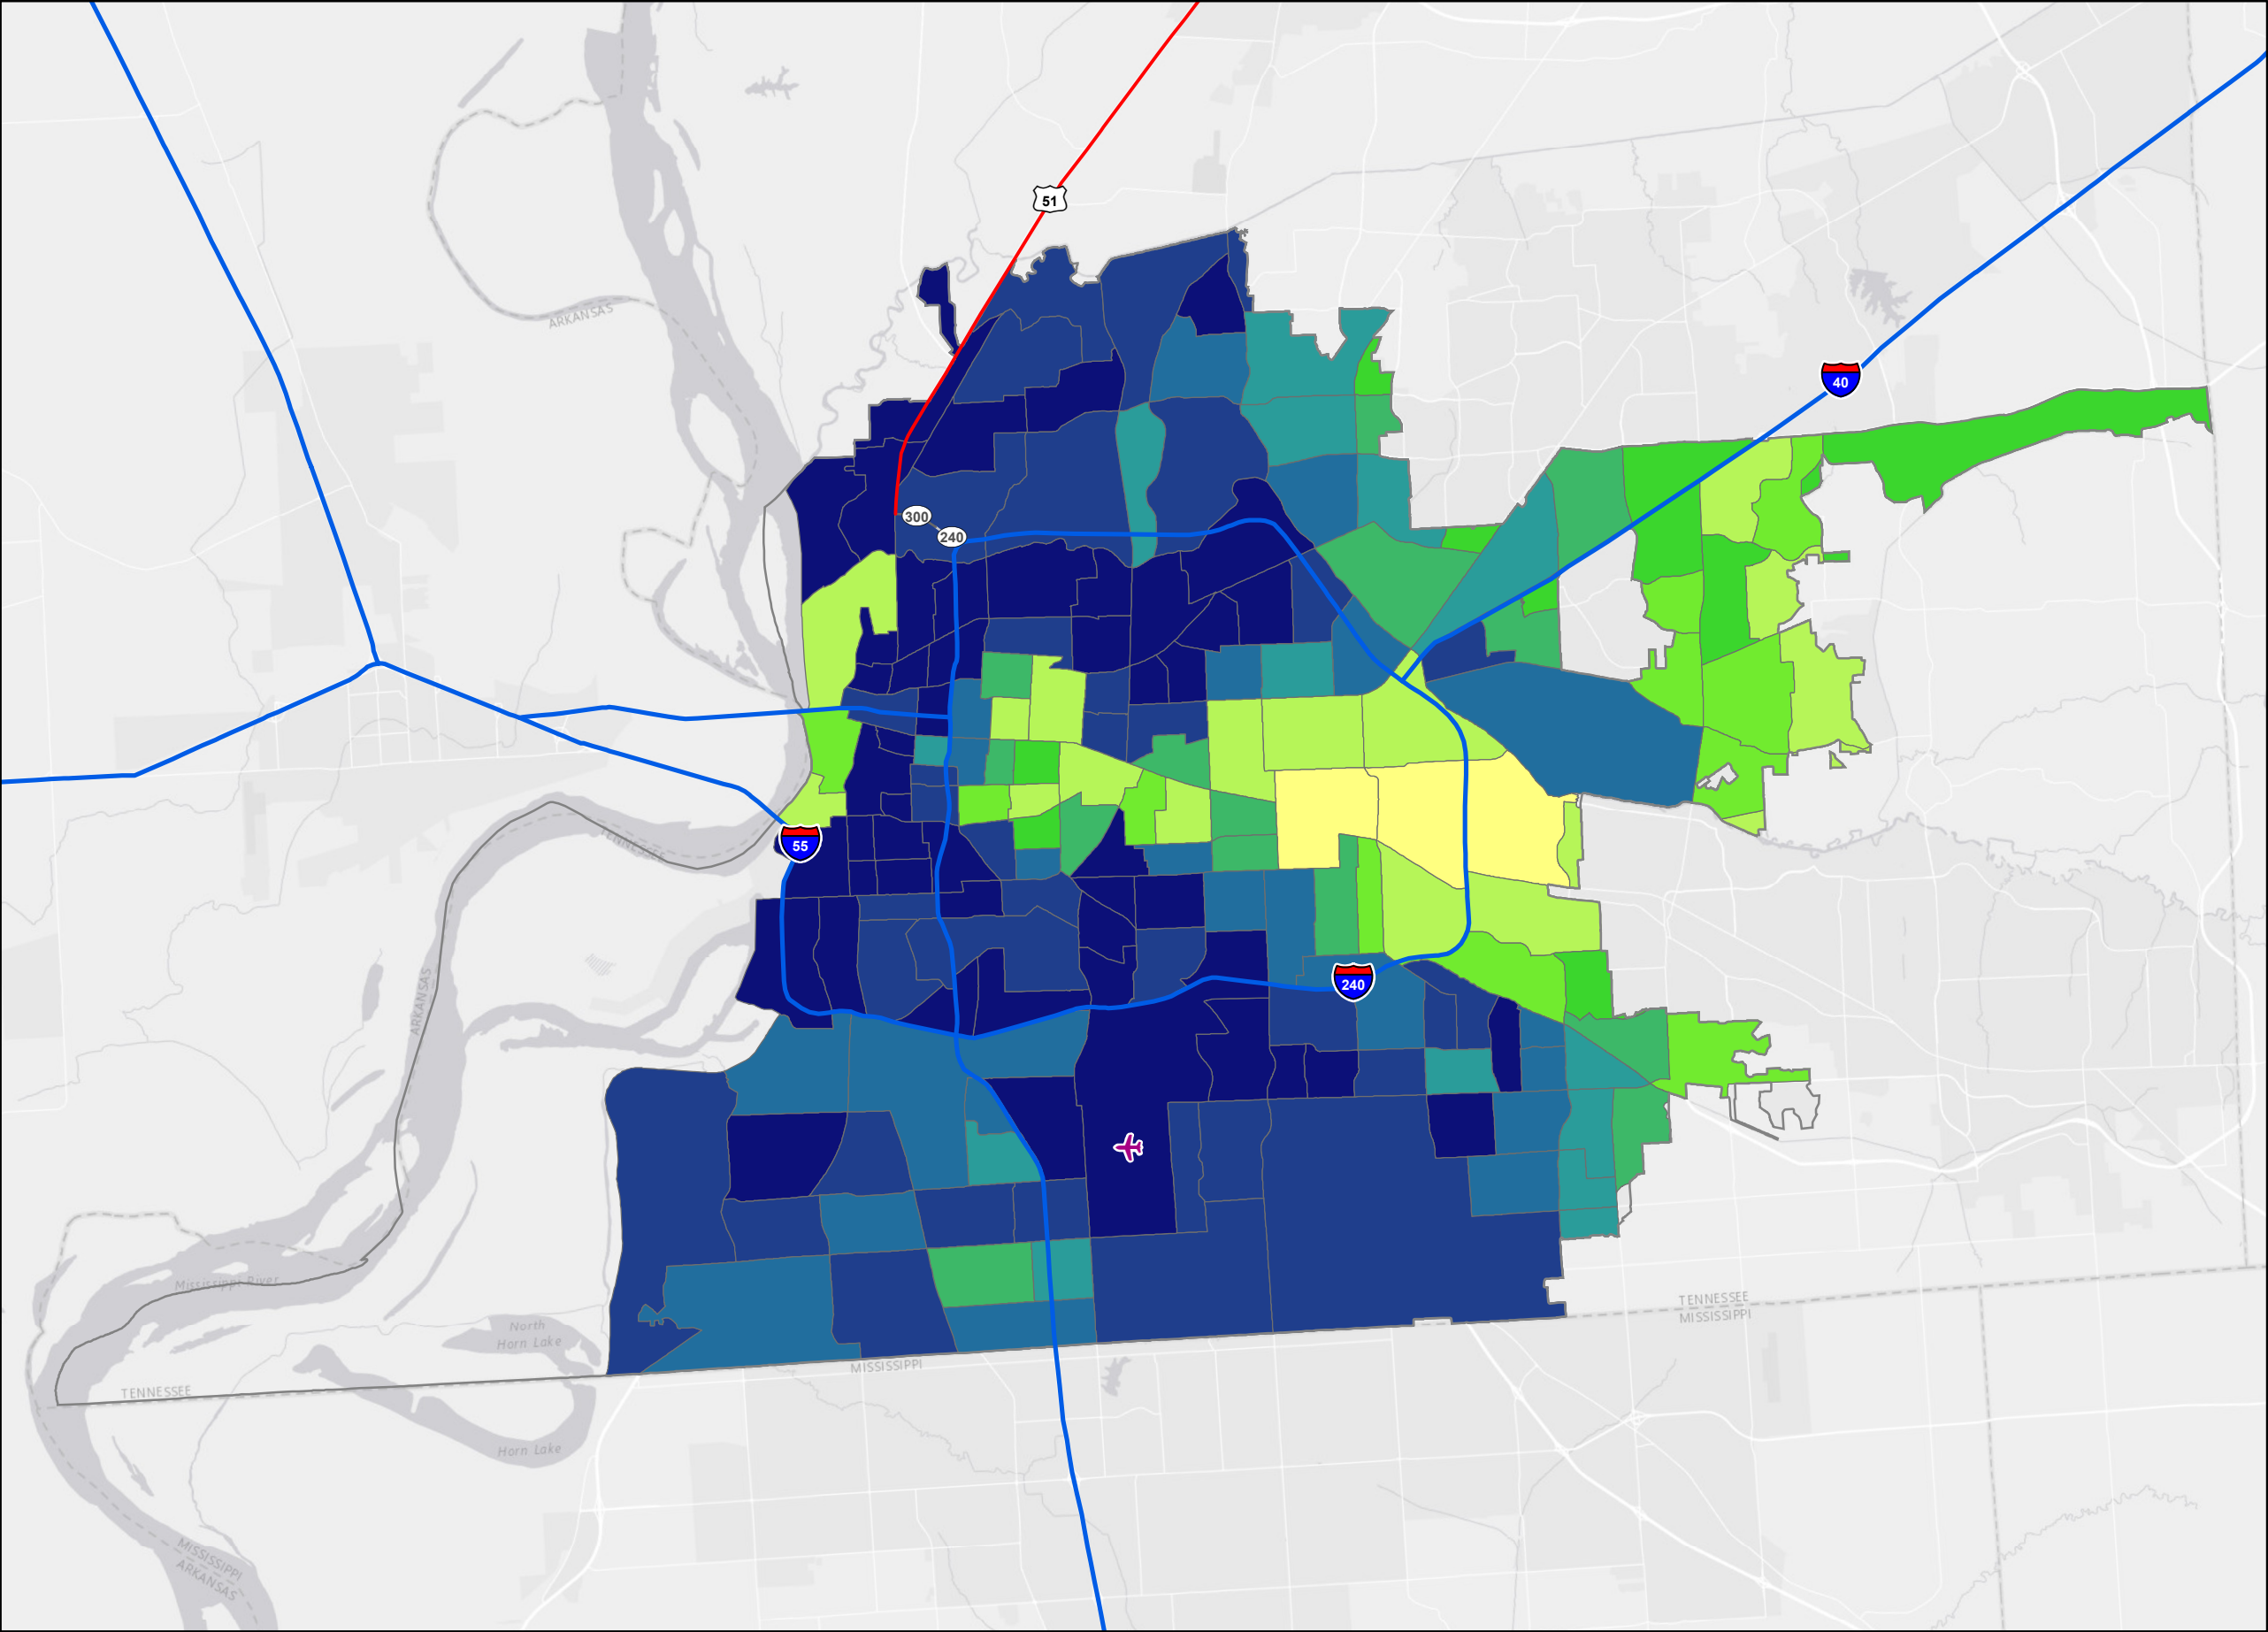 51
ARKANSAS
40
300
240
55
TENNESSEE
240
ARKANSAS
Mississippi River
TENNESSEE
MISSISSIPPI
North
Horn Lake
MISSISSIPPI
TENNESSEE
Horn Lake
MISSISSIPPI
ARKANSAS